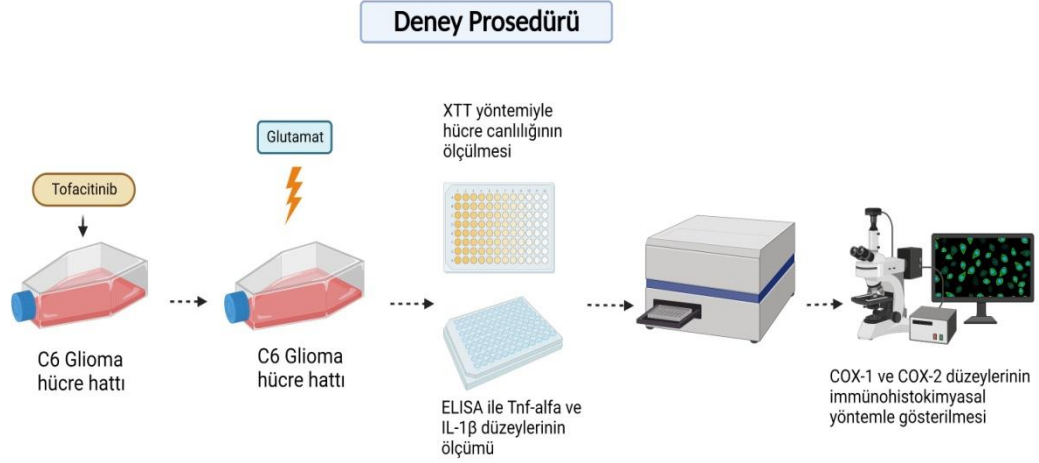 Deney Prosedürü
Tofacitinib
C6 Glioma
hücre hattı
Glutamat
C6 Glioma
hücre hattı
XTT yöntemiyle
hücre canlılığının
ölçülmesi
ELISA ile Tnf-alfa ve
IL-1β düzeylerinin
ölçümü
COX-1 ve COX-2 düzeylerinin
immünohistokimyasal
yöntemle gösterilmesi